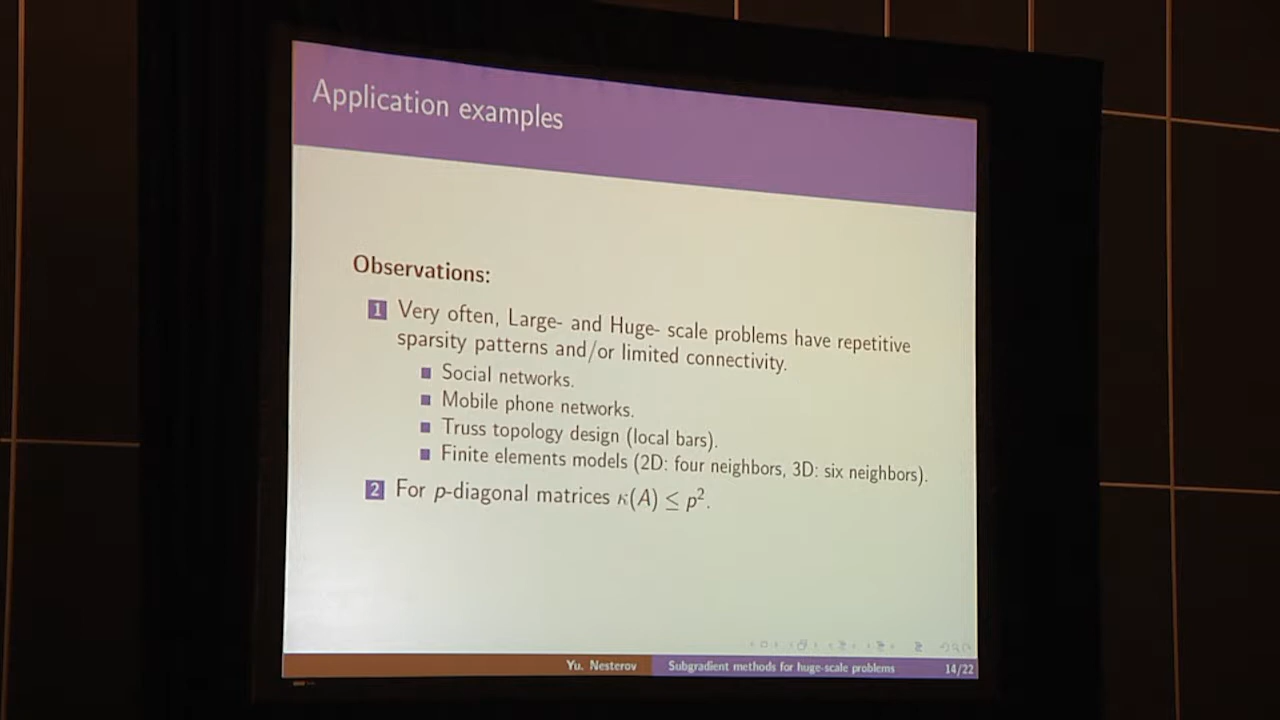 Application examples
Observations:
1 Very often, Large- and Huge- scale problems have repetitive
sparsity patterns and/or limited connectivity.
Social networks.
Mobile phone networks.
Truss topology design (local bars).
Finite elements models (2D: four neighbors, 3D: six neighbors).
2 For p-diagonal matrices κ(A) ≤ p².
Yu. Nesterov Subgradient methods for huge-scale problems 14/22